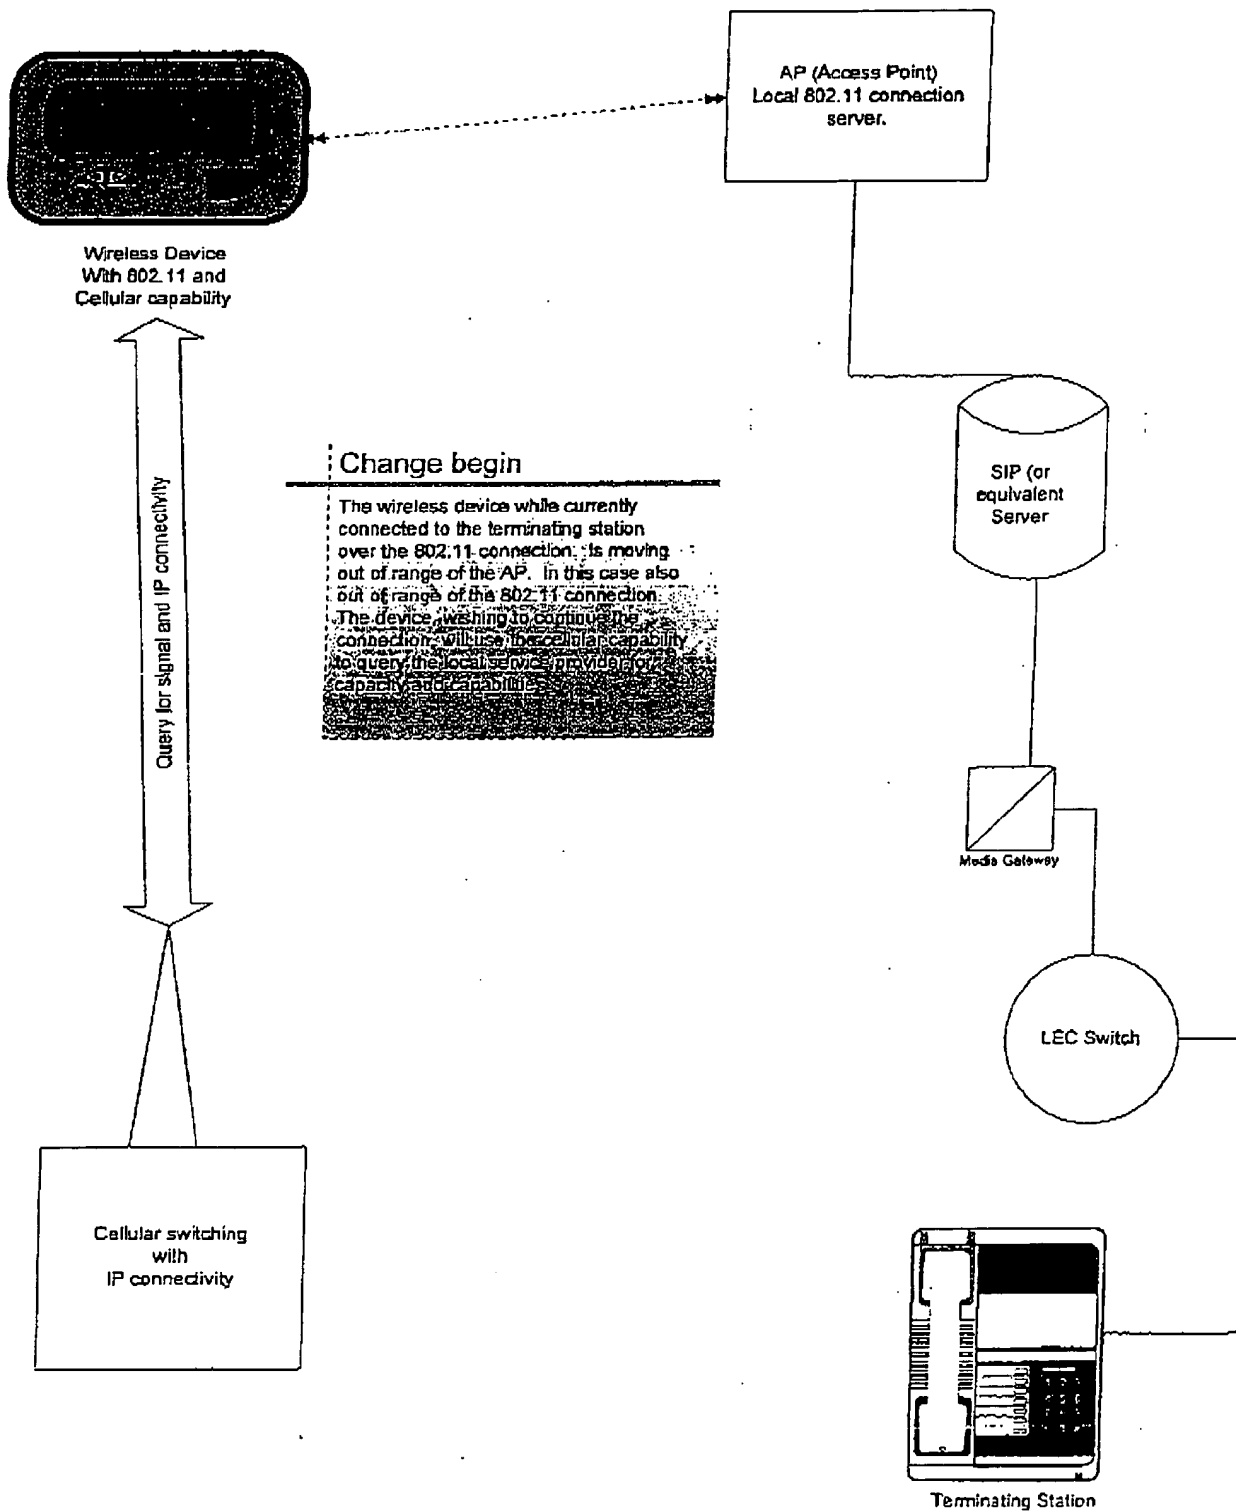 AP (Access Point)
Local 802.11 connection
server.
Wireless Device
With 802.11 and
Cellular capability
Query for signal and IP connectivity
Change begin
The wireless device while currently
connected to the terminating station
over the 802.11 connection. Is moving
out of range of the AP. In this case also
out of range of the 802.11 connection.
The device, wishing to continue the
connection, will use the cellular capability
to query the local service provider for
capacity and capabilities
SIP (or
equivalent
Server
Media Gateway
LEC Switch
Cellular switching
with
IP connectivity
Terminating Station